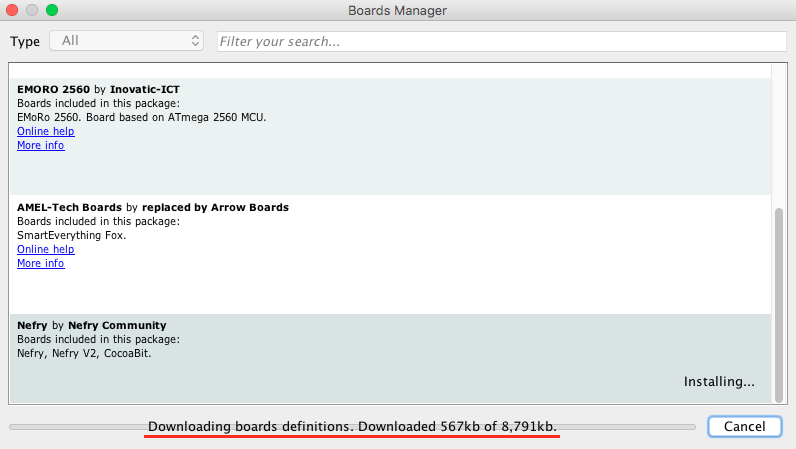 Boards Manager
Type All Filter your search...
EMORO 2560 by Inovatic-ICT
Boards included in this package:
EMoRo 2560. Board based on ATmega 2560 MCU.
Online help
More info
AMEL-Tech Boards by replaced by Arrow Boards
Boards included in this package:
SmartEverything Fox.
Online help
More info
Nefry by Nefry Community
Boards included in this package:
Nefry, Nefry V2, CocoaBit.
Installing...
Downloading boards definitions. Downloaded 567kb of 8,791kb. Cancel